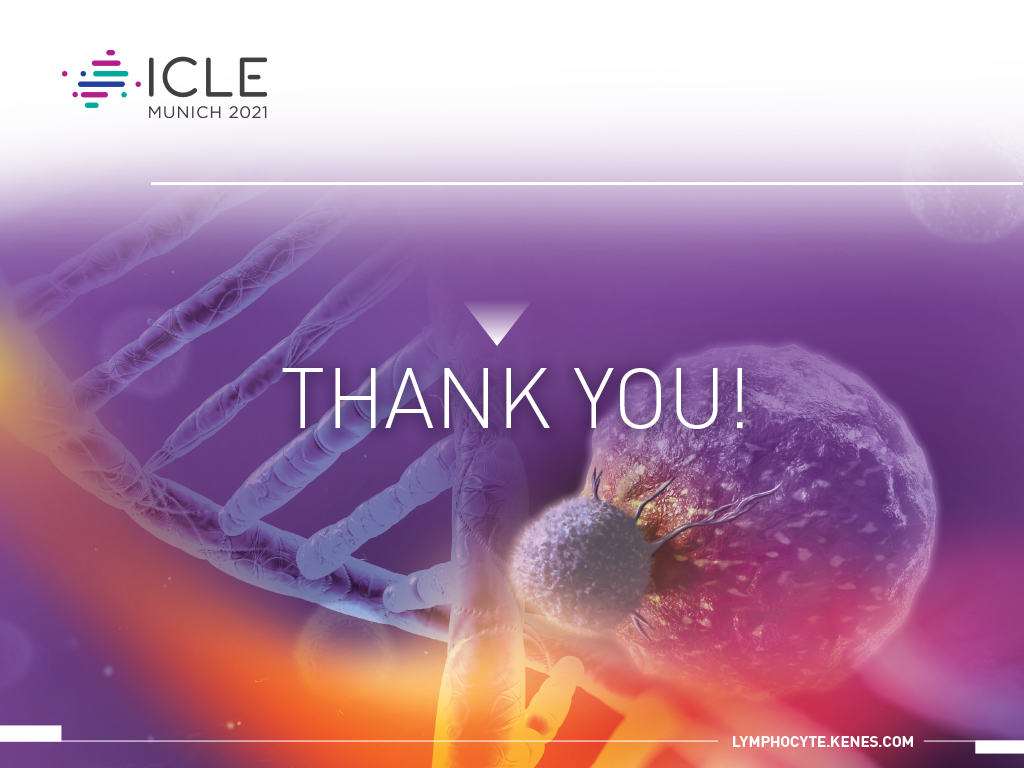 ICLE
MUNICH 2021
THANK YOU!
LYMPHOCYTE.KENES.COM